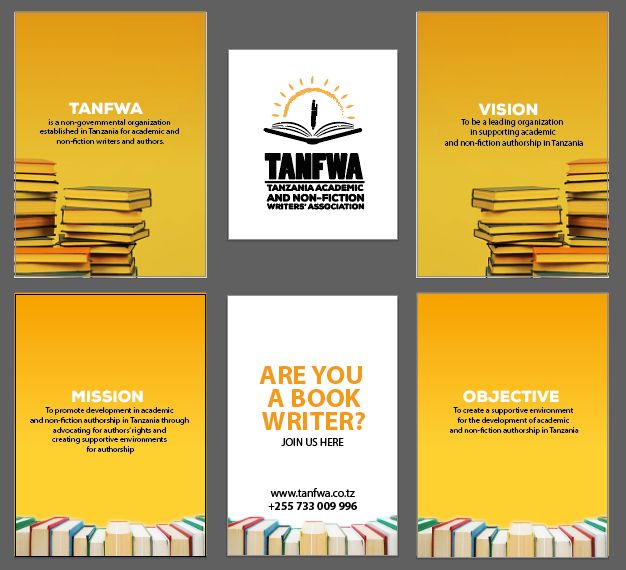 TANFWA
is a non-governmental organization
established in Tanzania for academic and
non-fiction writers and authors.
TANFWA
TANZANIA ACADEMIC
AND NON-FICTION
WRITERS' ASSOCIATION
VISION
To be a leading organization
in supporting academic
and non-fiction authorship in Tanzania
MISSION
To promote development in academic
and non-fiction authorship in Tanzania through
advocating for authors' rights and
creating supportive environments
for authorship
ARE YOU
A BOOK
WRITER?
JOIN US HERE
www.tanfwa.co.tz
+255 733 009 996
OBJECTIVE
To create a supportive environment
for the development of academic
and non-fiction authorship in Tanzania